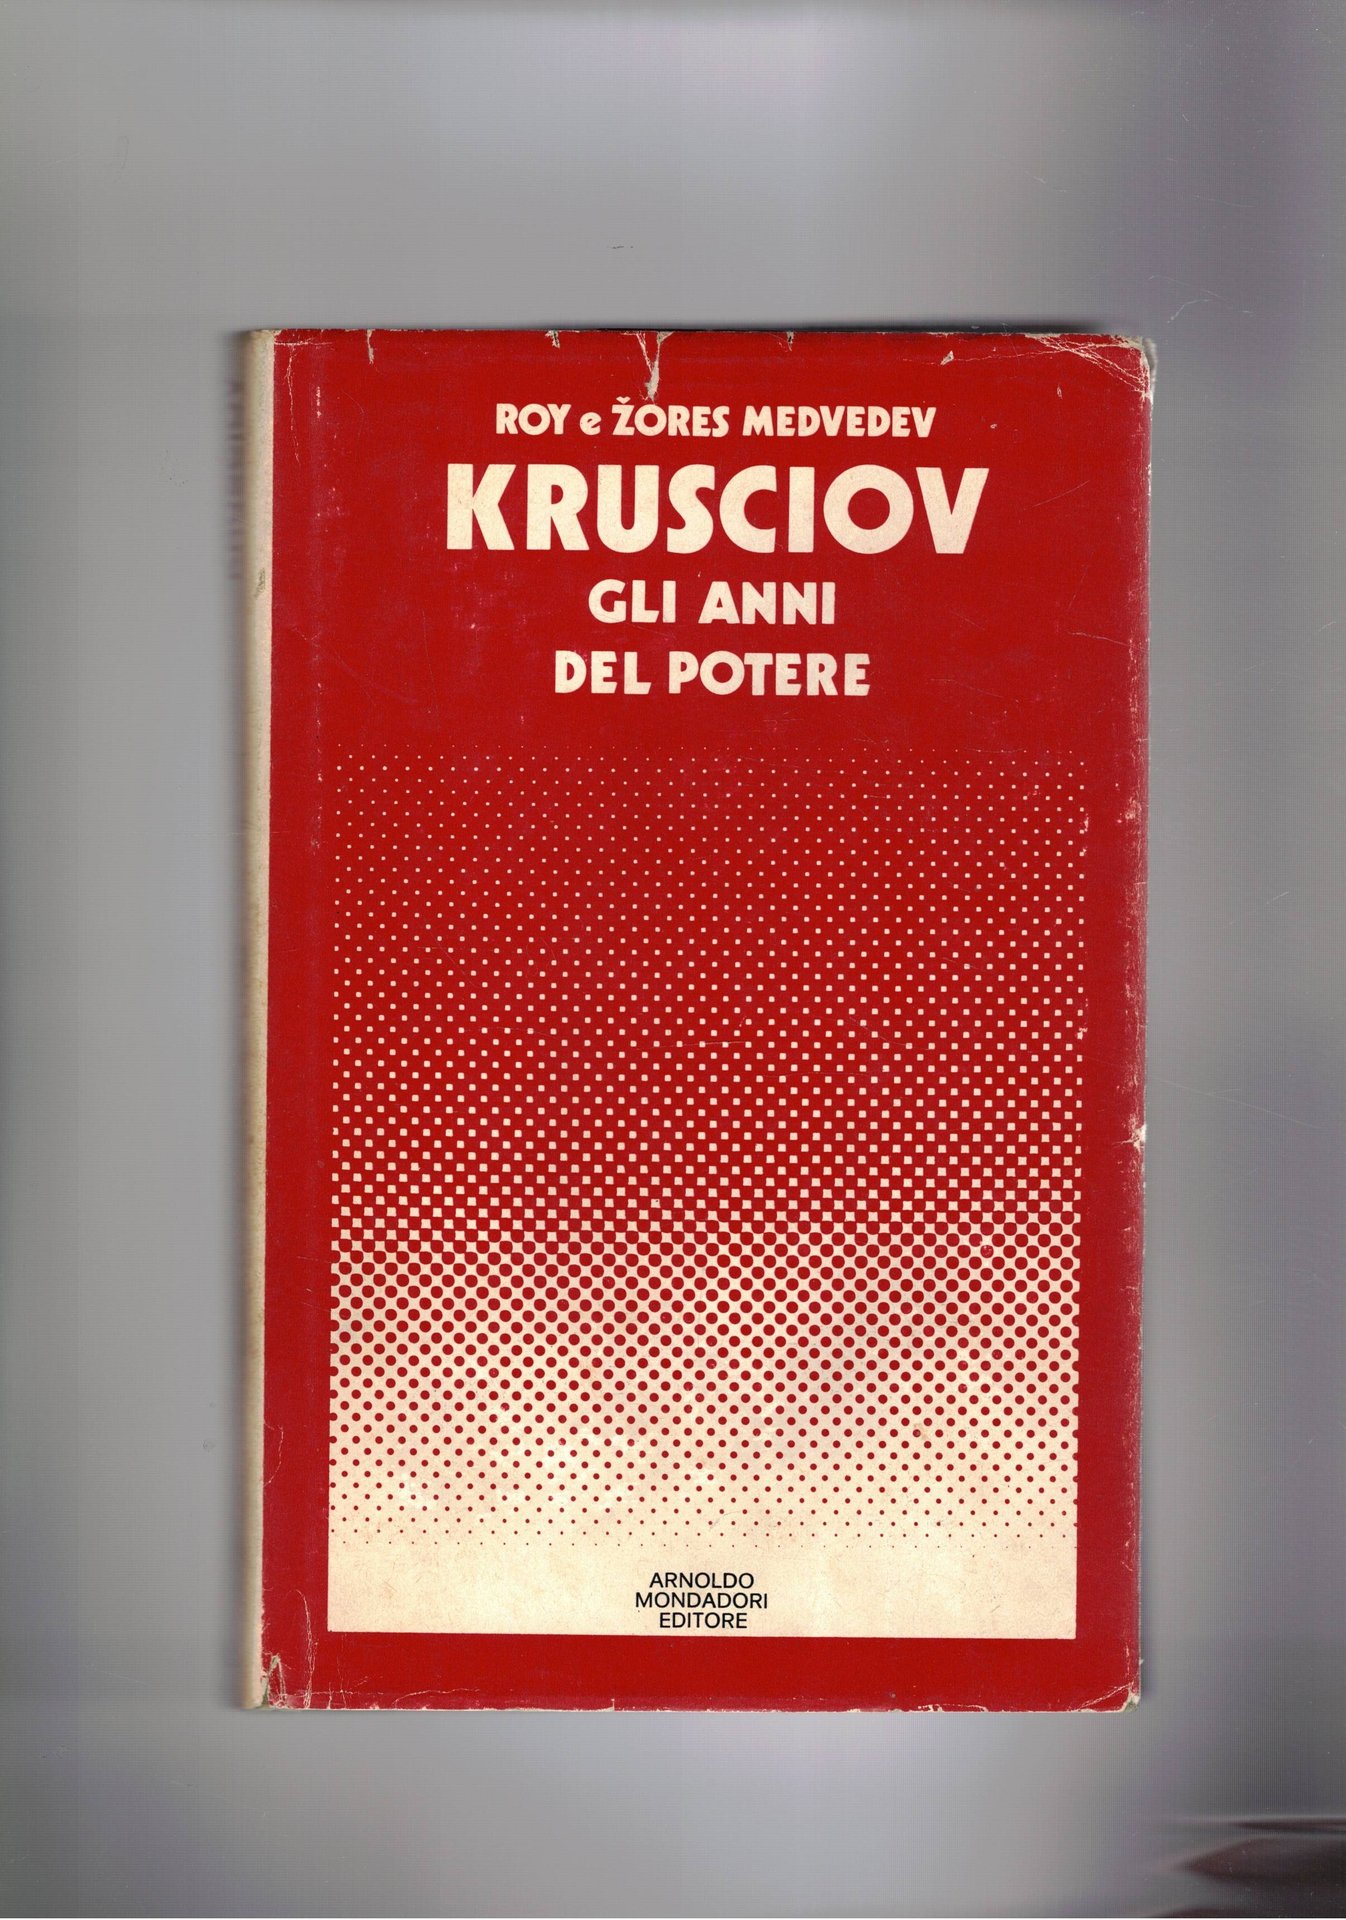 ROY e ŽORES MEDVEDEV
KRUSCIOV
GLI ANNI
DEL POTERE
ARNOLDO
MONDADORI
EDITORE